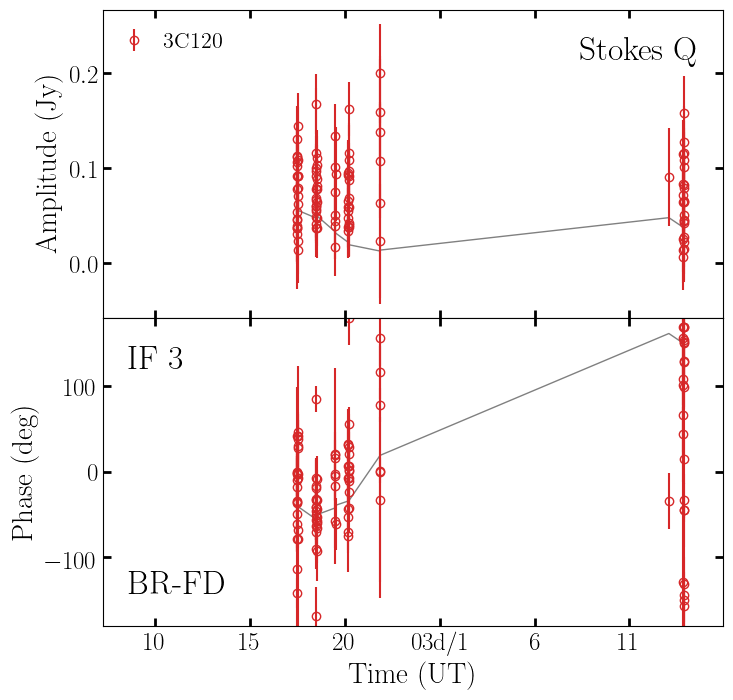 3C120
Stokes Q
0.2
0.1
0.0
Amplitude (Jy)
IF 3
100
0
−100
Phase (deg)
BR-FD
10 15 20 03d/1 6 11
Time (UT)